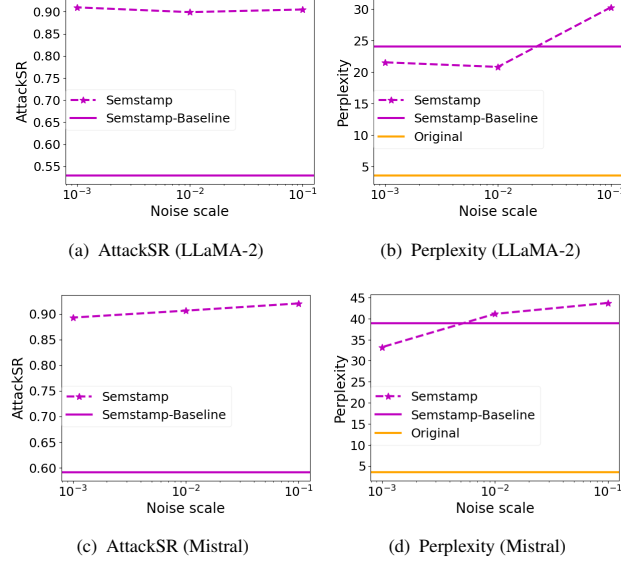 0.90
0.85
0.80
0.75
0.70
0.65
0.60
0.55
AttackSR
Semstamp
Semstamp-Baseline
10⁻³ 10⁻² 10⁻¹
Noise scale
(a) AttackSR (LLaMA-2)
30
25
20
15
10
5
Perplexity
Semstamp
Semstamp-Baseline
Original
10⁻³ 10⁻² 10⁻¹
Noise scale
(b) Perplexity (LLaMA-2)
0.90
0.85
0.80
0.75
0.70
0.65
0.60
AttackSR
Semstamp
Semstamp-Baseline
10⁻³ 10⁻² 10⁻¹
Noise scale
(c) AttackSR (Mistral)
45
40
35
30
25
20
15
10
5
Perplexity
Semstamp
Semstamp-Baseline
Original
10⁻³ 10⁻² 10⁻¹
Noise scale
(d) Perplexity (Mistral)